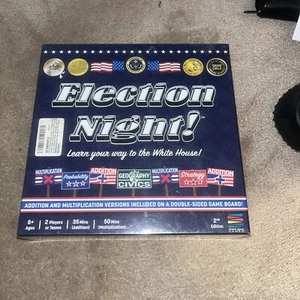 Election
Night!
Learn your way to the White House!
MULTIPLICATION
Probability
ADDITION
GEOGRAPHY
CIVICS
MULTIPLICATION
Strategy
ADDITION
ADDITION AND MULTIPLICATION VERSIONS INCLUDED ON A DOUBLE-SIDED GAME BOARD!
8+
Ages
2 Players
or Teams
35 Mins
(Addition)
50 Mins
(Multiplication)
2nd
Edition